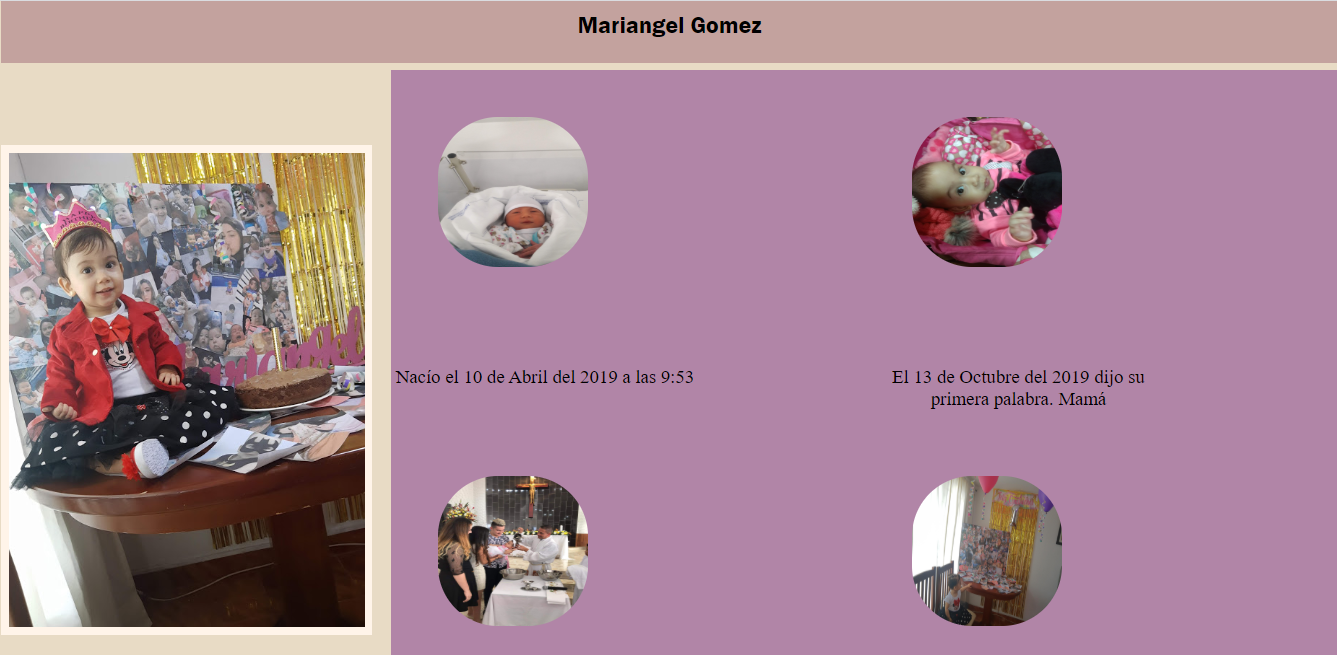 Mariangel Gomez
Nacío el 10 de Abril del 2019 a las 9:53
El 13 de Octubre del 2019 dijo su
primera palabra. Mamá